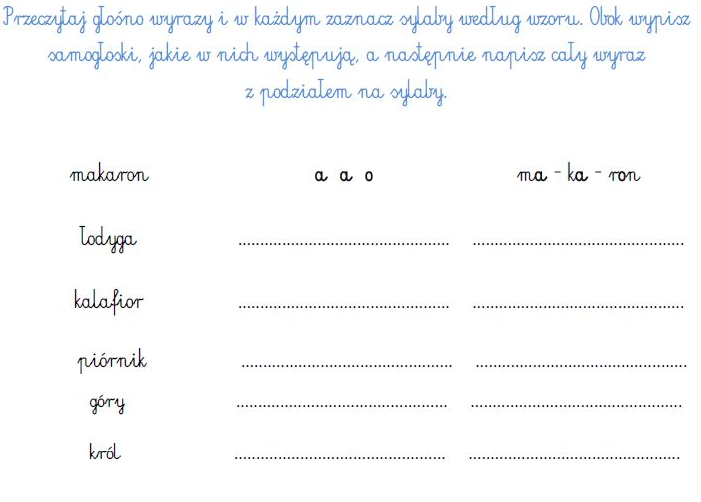 Przeczytaj głośno wyrazy i w każdym zaznacz sylaby według wzoru. Obok wypisz
samogłoski, jakie w nich występują, a następnie napisz cały wyraz
z podziałem na sylaby.
makaron a a o ma - ka - ron
łodyga ................................................ ................................................
kalafior ................................................ ................................................
piórnik ................................................ ................................................
góry ................................................ ................................................
król ................................................ ................................................